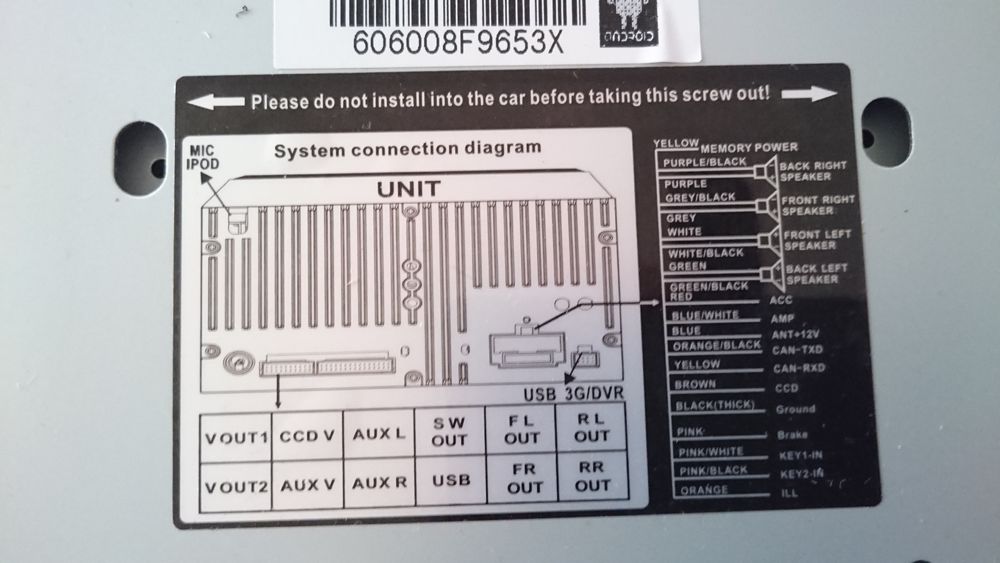 606008F9653X
ANDROID
Please do not install into the car before taking this screw out!
MIC
IPOD
System connection diagram
UNIT
USB 3G/DVR
VOUT1 CCD V AUX L SW OUT FL OUT RL OUT
VOUT2 AUX V AUX R USB FR OUT RR OUT
YELLOW MEMORY POWER
PURPLE/BLACK
PURPLE
BACK RIGHT SPEAKER
GREY/BLACK
GREY
FRONT RIGHT SPEAKER
WHITE
WHITE/BLACK
FRONT LEFT SPEAKER
GREEN
GREEN/BLACK
BACK LEFT SPEAKER
RED ACC
BLUE/WHITE AMP
BLUE ANT+12V
ORANGE/BLACK CAN-TXD
YELLOW CAN-RXD
BROWN CCD
BLACK(THICK) Ground
PINK Brake
PINK/WHITE KEY1-IN
PINK/BLACK KEY2-IN
ORANGE ILL